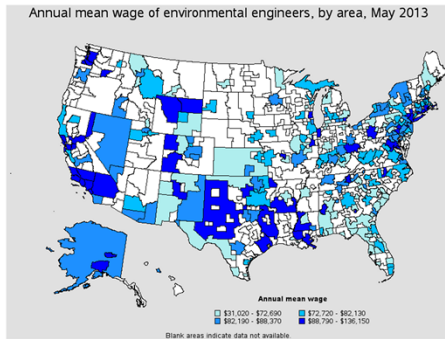 Annual mean wage of environmental engineers, by area, May 2013
Annual mean wage
$31,020 - $72,690
$72,720 - $82,130
$82,190 - $88,370
$88,790 - $136,150
Blank areas indicate data not available.